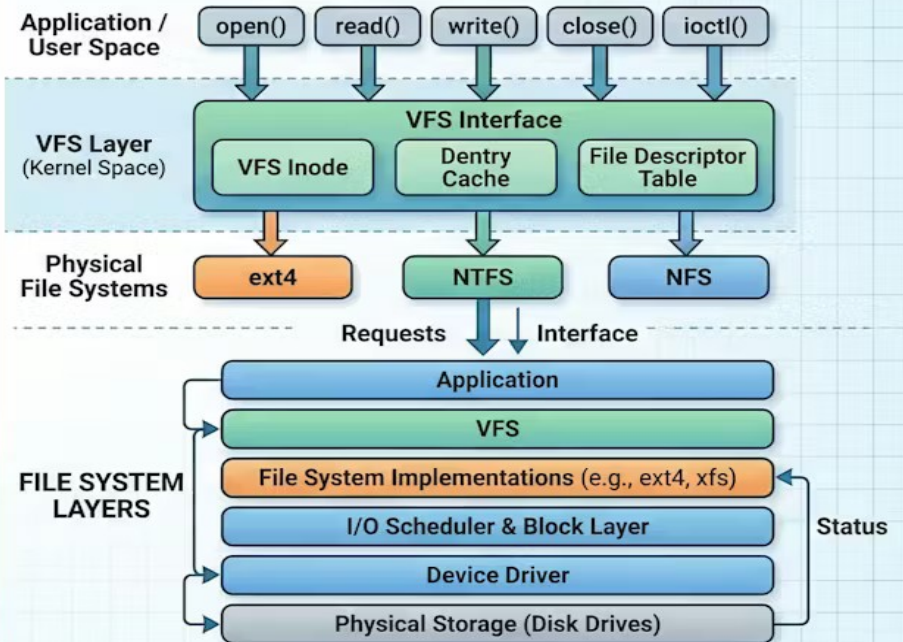 Application /
User Space
open()
read()
write()
close()
ioctl()
VFS Layer
(Kernel Space)
VFS Interface
VFS Inode
Dentry
Cache
File Descriptor
Table
Physical
File Systems
ext4
NTFS
NFS
Requests
Interface
FILE SYSTEM
LAYERS
Application
VFS
File System Implementations (e.g., ext4, xfs)
I/O Scheduler & Block Layer
Device Driver
Physical Storage (Disk Drives)
Status